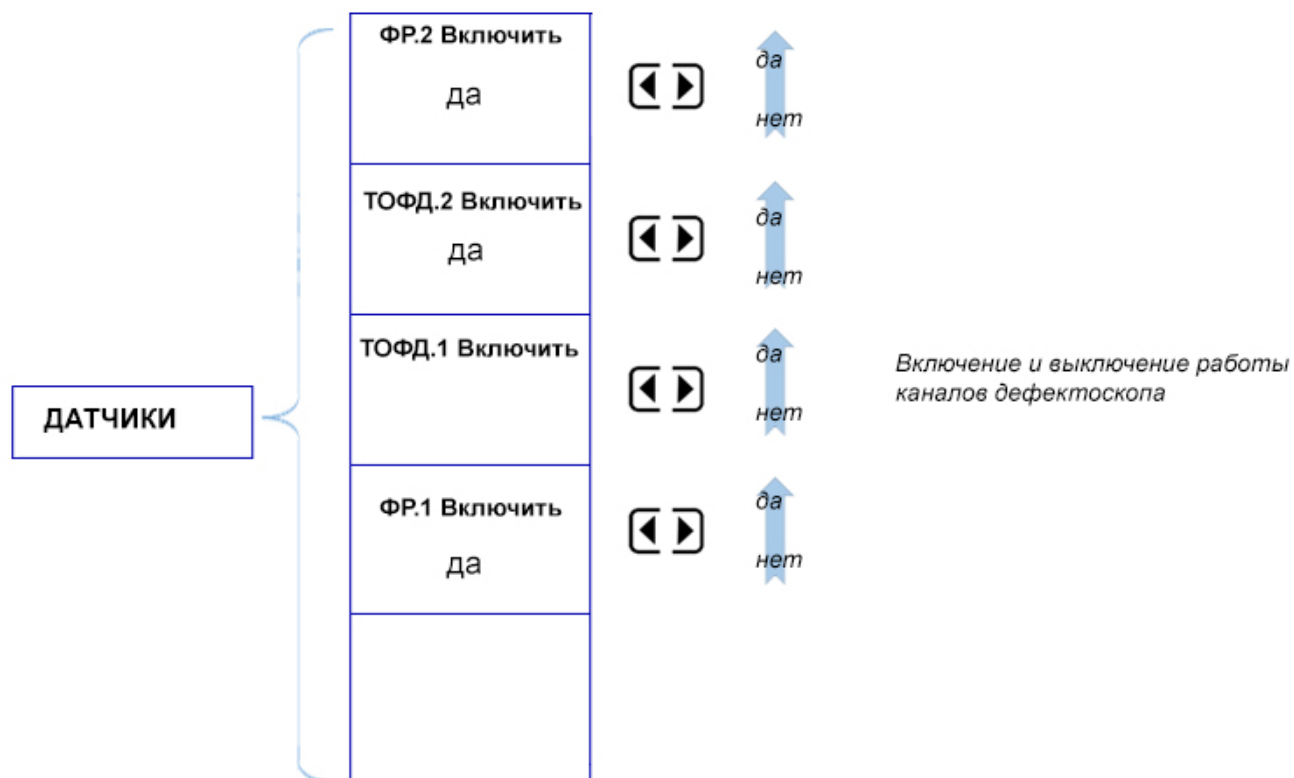 ФР.2 Включить
да
да
нет
ТОФД.2 Включить
да
да
нет
ТОФД.1 Включить
да
нет
Включение и выключение работы
каналов дефектоскопа
ДАТЧИКИ
ФР.1 Включить
да
да
нет